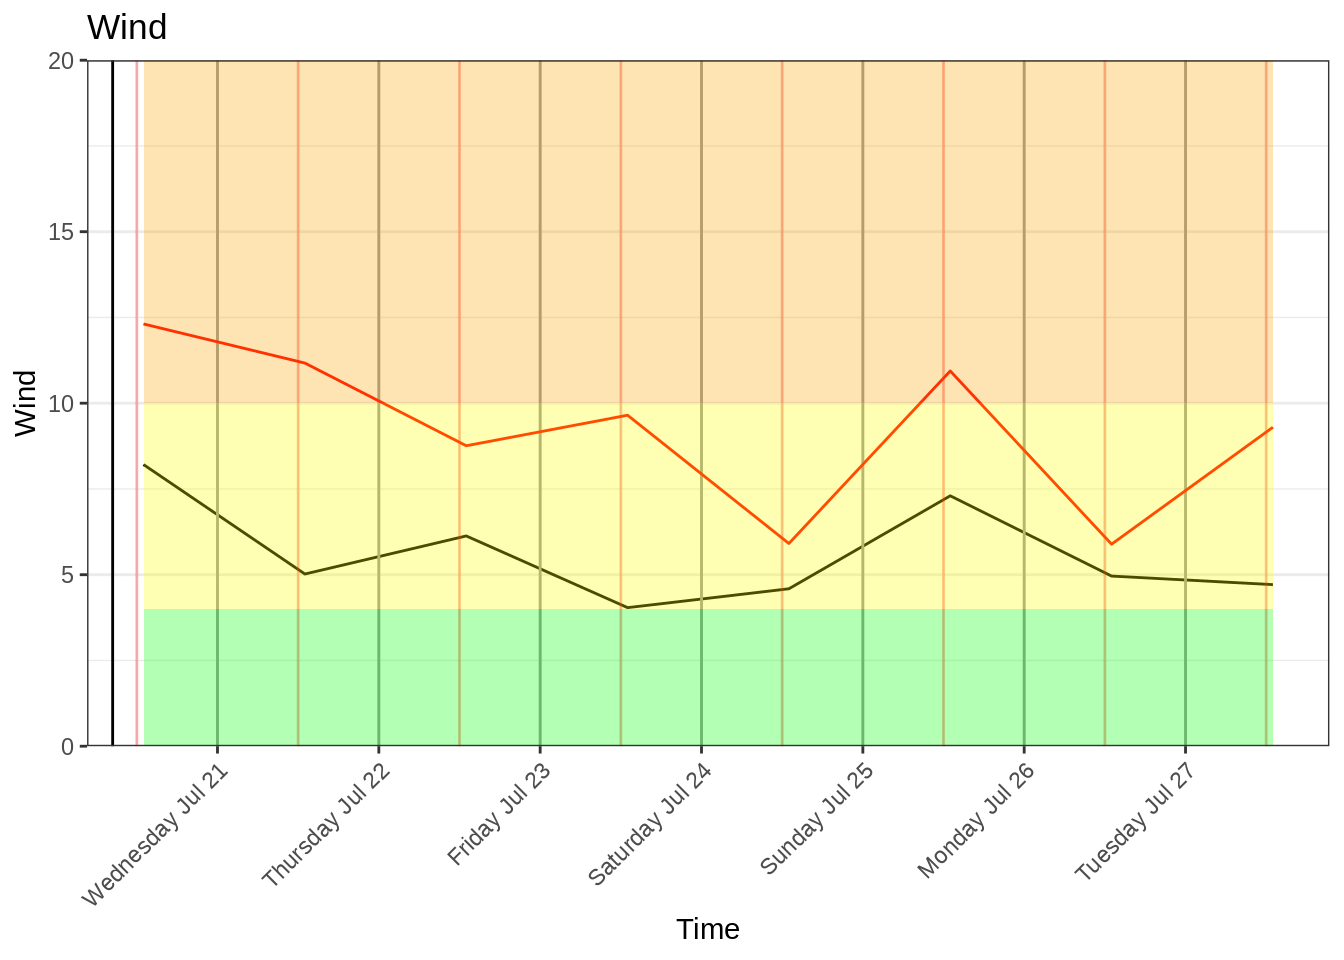 Wind
20
15
10
5
0
Wind
Wednesday Jul 21
Thursday Jul 22
Friday Jul 23
Saturday Jul 24
Sunday Jul 25
Monday Jul 26
Tuesday Jul 27
Time